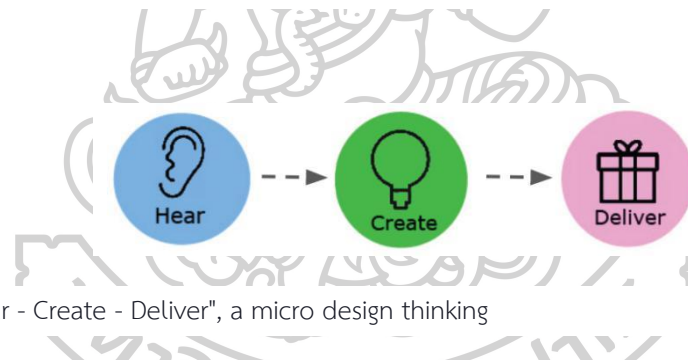 Hear
Create
Deliver
r - Create - Deliver", a micro design thinking